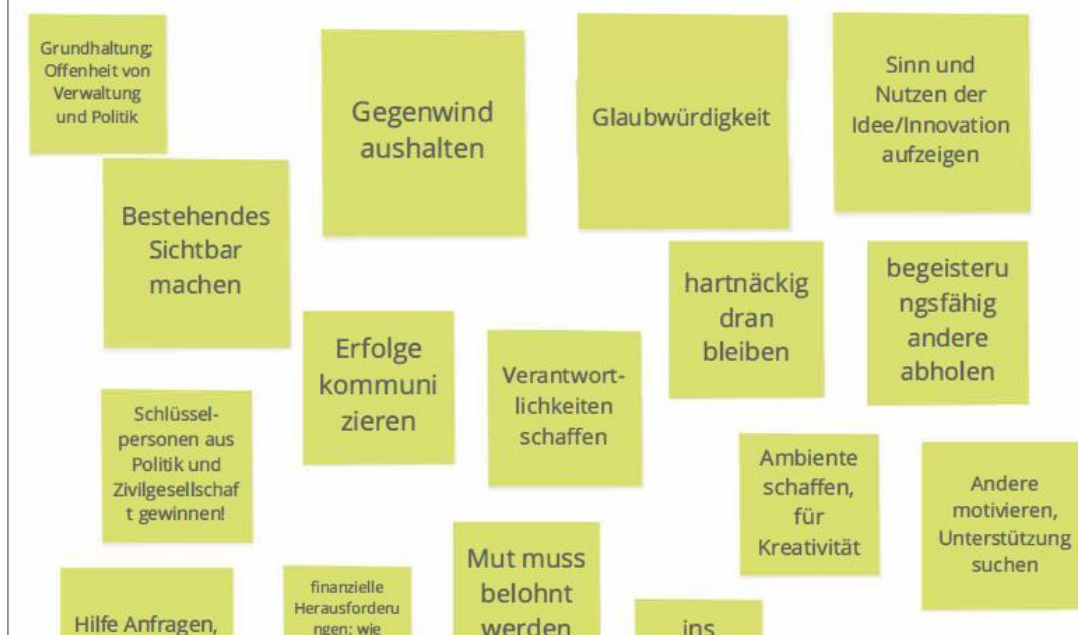 Grundhaltung;
Offenheit von
Verwaltung
und Politik
Gegenwind
aushalten
Glaubwürdigkeit
Sinn und
Nutzen der
Idee/Innovation
aufzeigen
Bestehendes
Sichtbar
machen
hartnäckig
dran
bleiben
begeisteru
ngsfähig
andere
abholen
Erfolge
kommuni
zieren
Verantwort-
lichkeiten
schaffen
Schlüssel-
personen aus
Politik und
Zivilgesellschaf
t gewinnen!
Ambiente
schaffen,
für
Kreativität
Andere
motivieren,
Unterstützung
suchen
Hilfe Anfragen,
finanzielle
Herausforderu
ngen: wie
Mut muss
belohnt
werden
ins